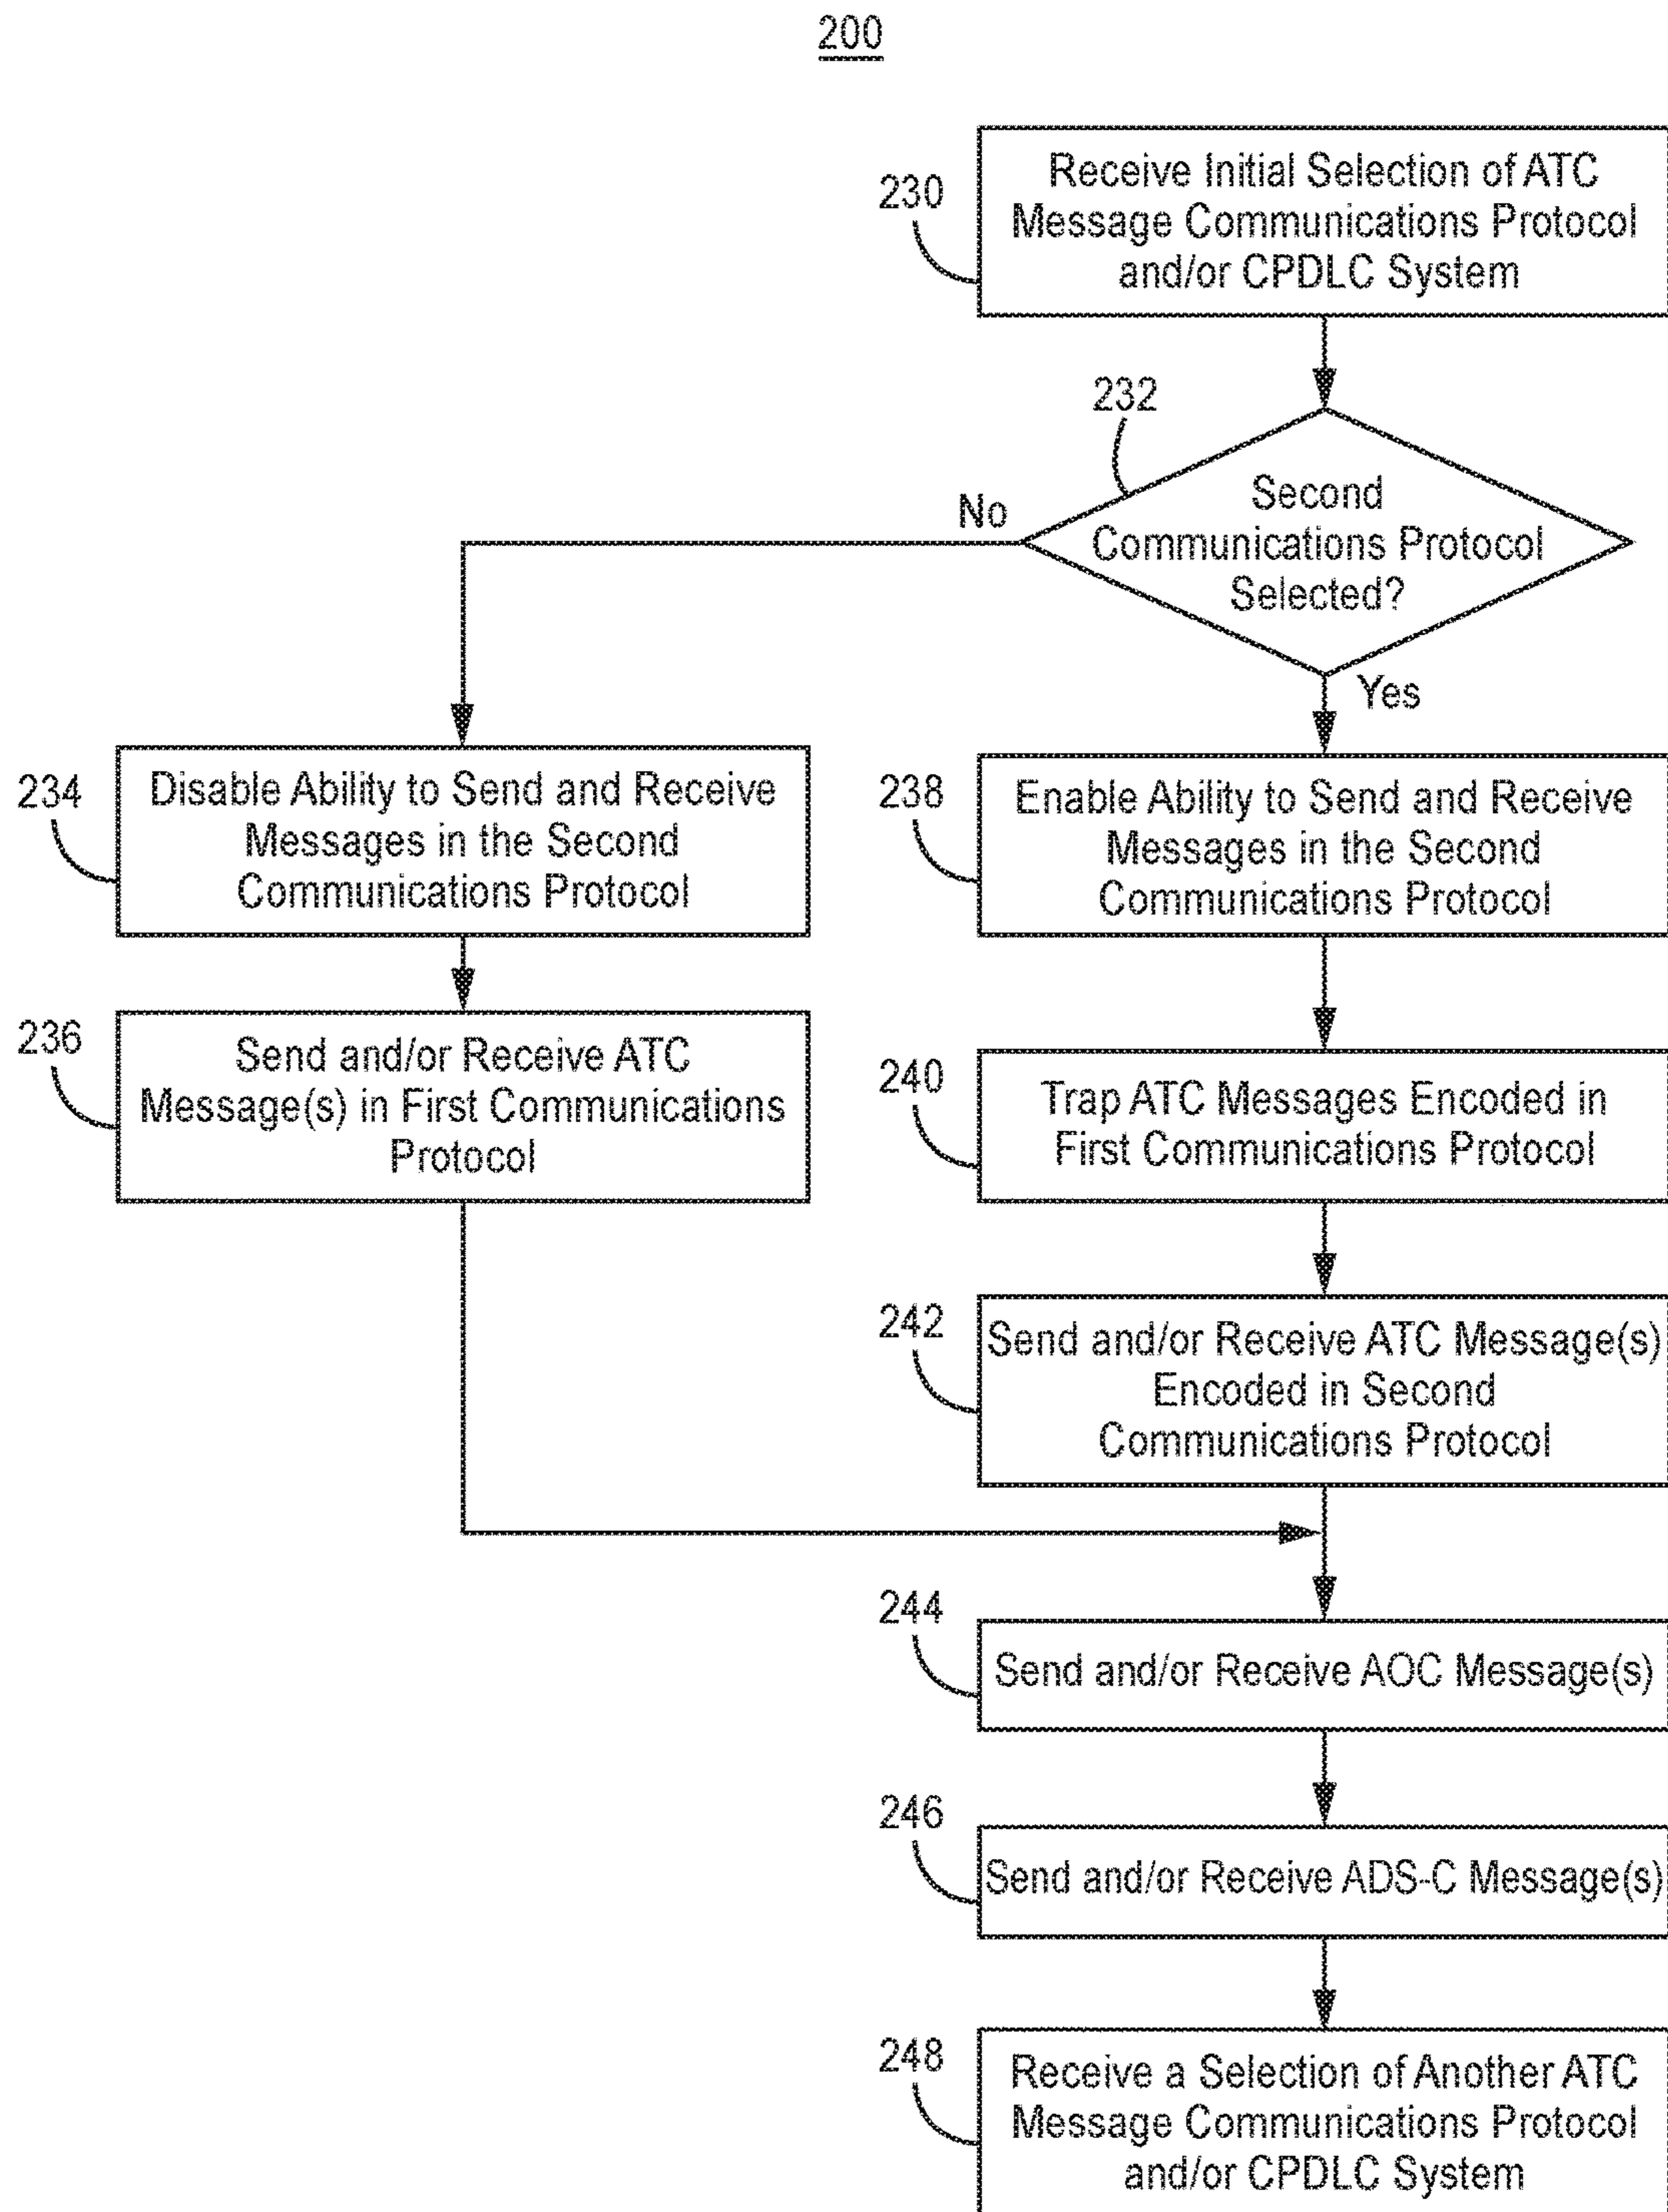 200
230
Receive Initial Selection of ATC
Message Communications Protocol
and/or CPDLC System
232
Second
Communications Protocol
Selected?
No
Yes
234
Disable Ability to Send and Receive
Messages in the Second
Communications Protocol
238
Enable Ability to Send and Receive
Messages in the Second
Communications Protocol
236
Send and/or Receive ATC
Message(s) in First Communications
Protocol
240
Trap ATC Messages Encoded in
First Communications Protocol
242
Send and/or Receive ATC Message(s)
Encoded in Second
Communications Protocol
244
Send and/or Receive AOC Message(s)
246
Send and/or Receive ADS-C Message(s)
248
Receive a Selection of Another ATC
Message Communications Protocol
and/or CPDLC System